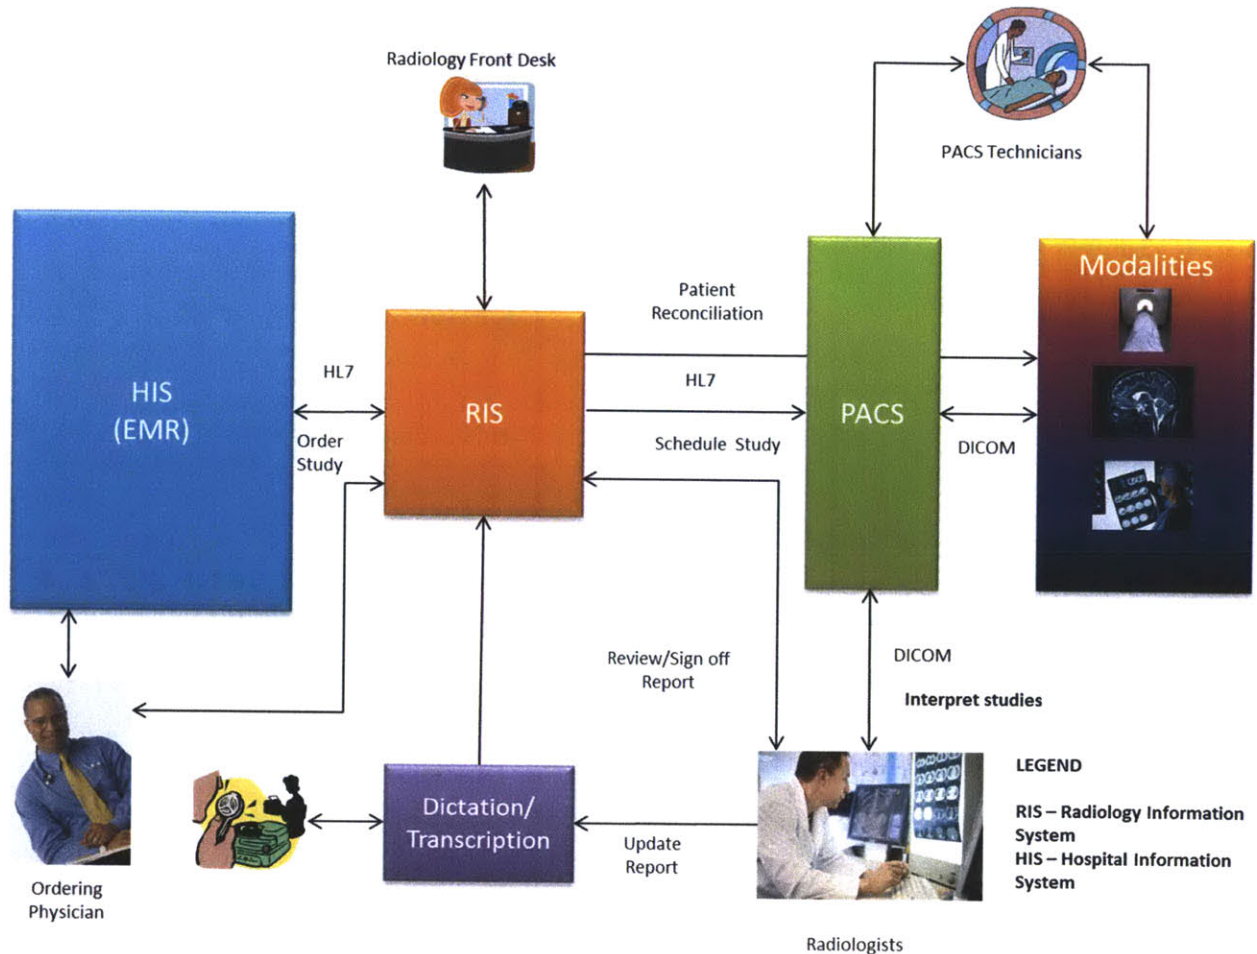 Radiology Front Desk
PACS Technicians
Modalities
Patient
Reconciliation
HIS
(EMR)
HL7
Order
Study
RIS
HL7
Schedule Study
PACS
DICOM
Review/Sign off
Report
DICOM
Interpret studies
Dictation/
Transcription
Update
Report
LEGEND
RIS – Radiology Information
System
HIS – Hospital Information
System
Ordering
Physician
Radiologists